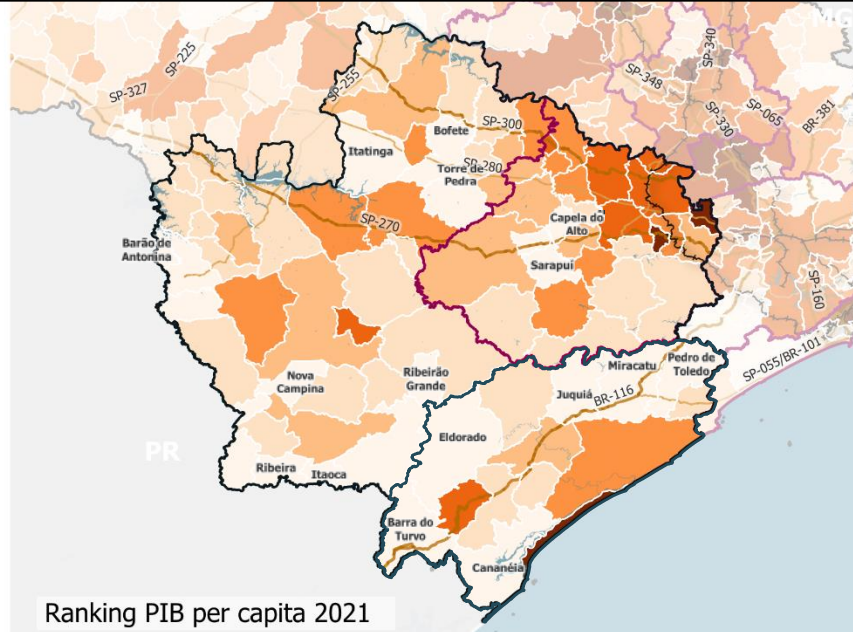 MG
SP-340
SP-225
SP-348
SP-255
SP-327
SP-065
BR-381
SP-330
SP-300
Bofete
Itatinga
SP-280
Torre de
Pedra
Capela do
Alto
SP-270
Barão de
Antonina
Sarapui
SP-160
Miracatu
Pedro de
Toledo
SP-055/BR-101
Nova
Campina
Ribeirão
Grande
Juquiá
BR-116
Eldorado
PR
Ribeira
Itaoca
Barra do
Turvo
Cananéia
Ranking PIB per capita 2021